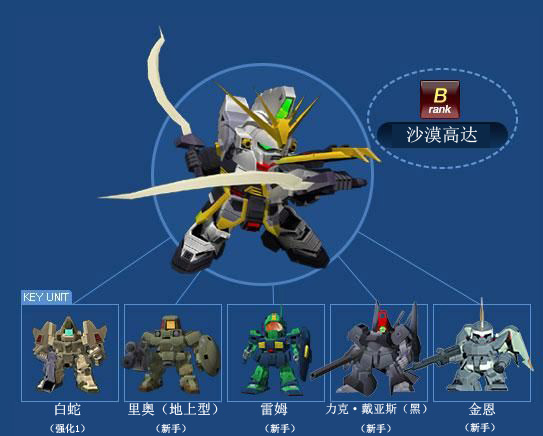 B
rank
沙漠高达
KEY UNIT
白蛇
（强化1）
里奥（地上型）
（新手）
雷姆
（新手）
力克·戴亚斯（黑）
（新手）
金恩
（新手）